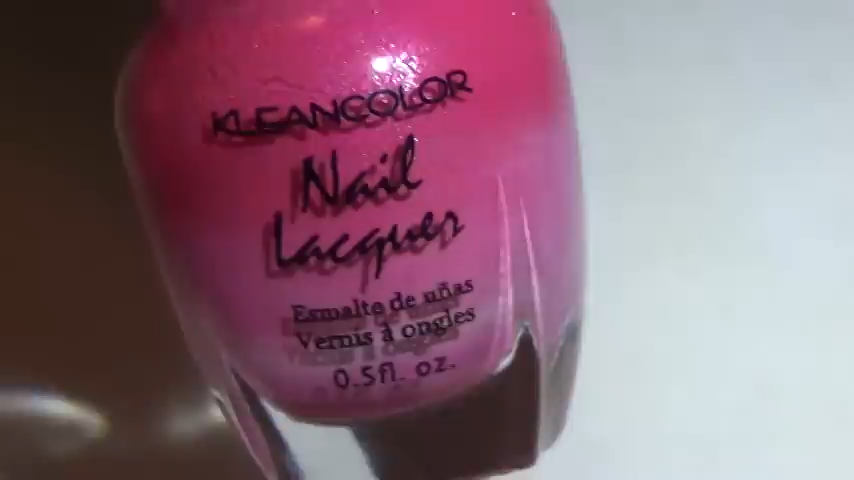 KLEANCOLOR
Nail
Lacquer
Esmalte de uñas
Vernis à ongles
0.5fl. oz.